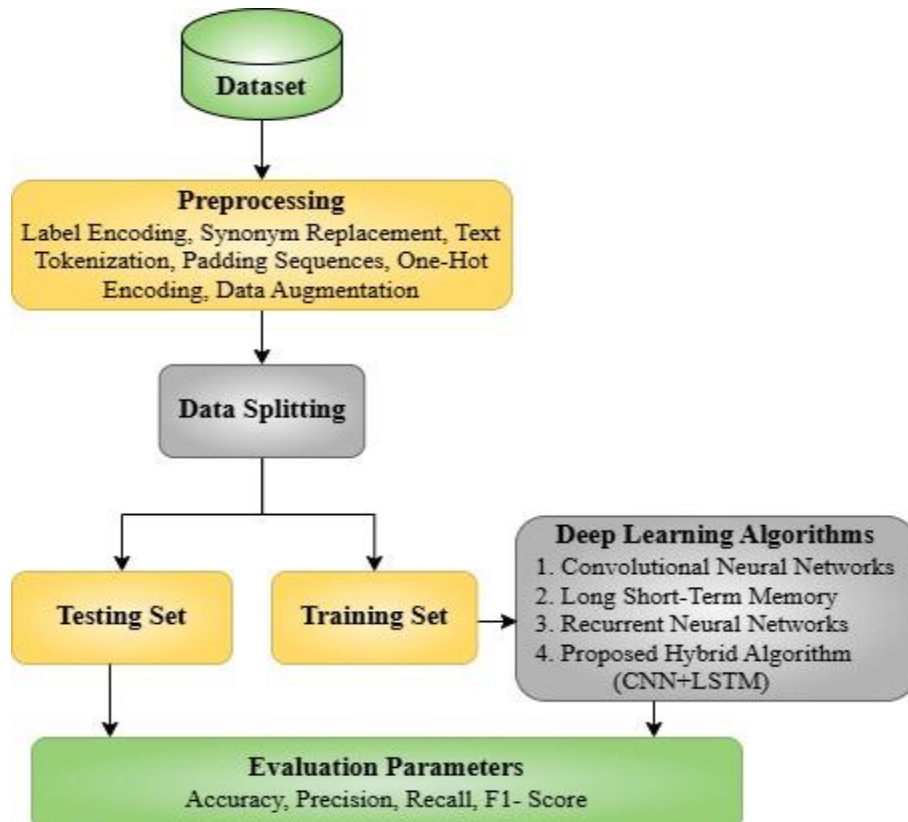 Dataset
Preprocessing
Label Encoding, Synonym Replacement, Text
Tokenization, Padding Sequences, One-Hot
Encoding, Data Augmentation
Data Splitting
Testing Set
Training Set
Deep Learning Algorithms
1. Convolutional Neural Networks
2. Long Short-Term Memory
3. Recurrent Neural Networks
4. Proposed Hybrid Algorithm
(CNN+LSTM)
Evaluation Parameters
Accuracy, Precision, Recall, F1- Score